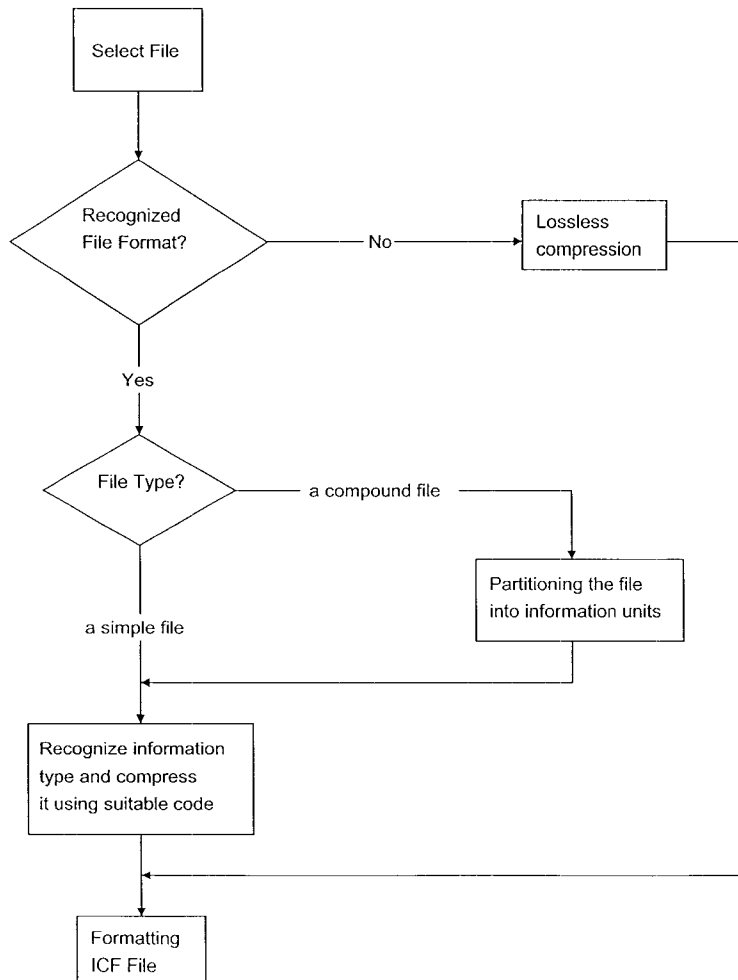 Select File
Recognized
File Format?
No
Lossless
compression
Yes
File Type?
a compound file
Partitioning the file
into information units
a simple file
Recognize information
type and compress
it using suitable code
Formatting
ICF File